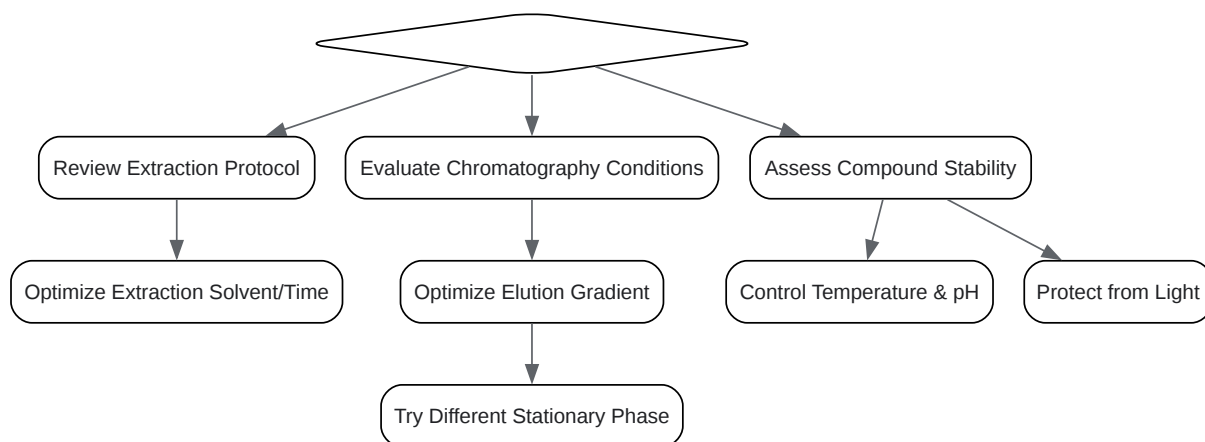 Review Extraction Protocol
Evaluate Chromatography Conditions
Assess Compound Stability
Optimize Extraction Solvent/Time
Optimize Elution Gradient
Control Temperature & pH
Protect from Light
Try Different Stationary Phase